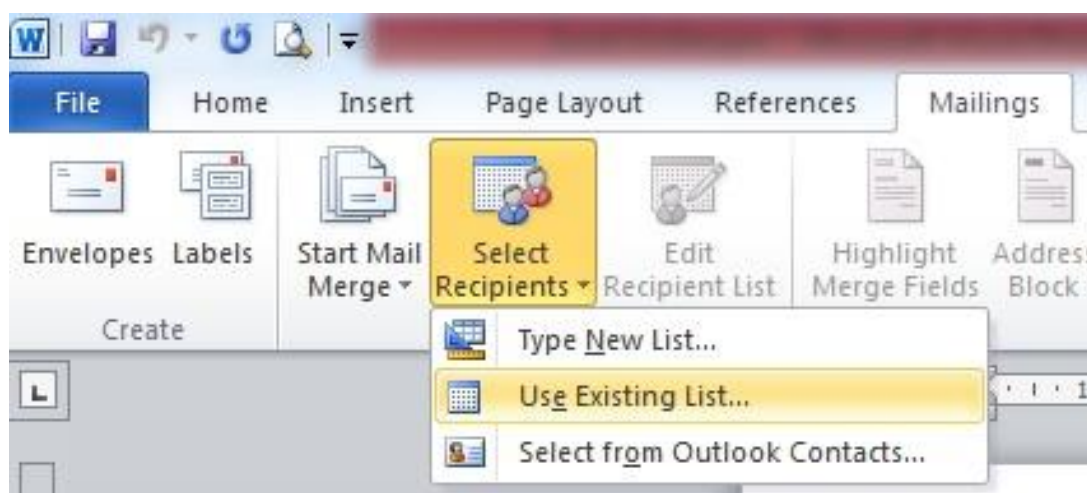 W
File Home Insert Page Layout References Mailings
Envelopes Labels Start Mail Merge Select Recipients Edit Recipient List Highlight Merge Fields Address Block
Create
Type New List...
Use Existing List...
1
Select from Outlook Contacts...